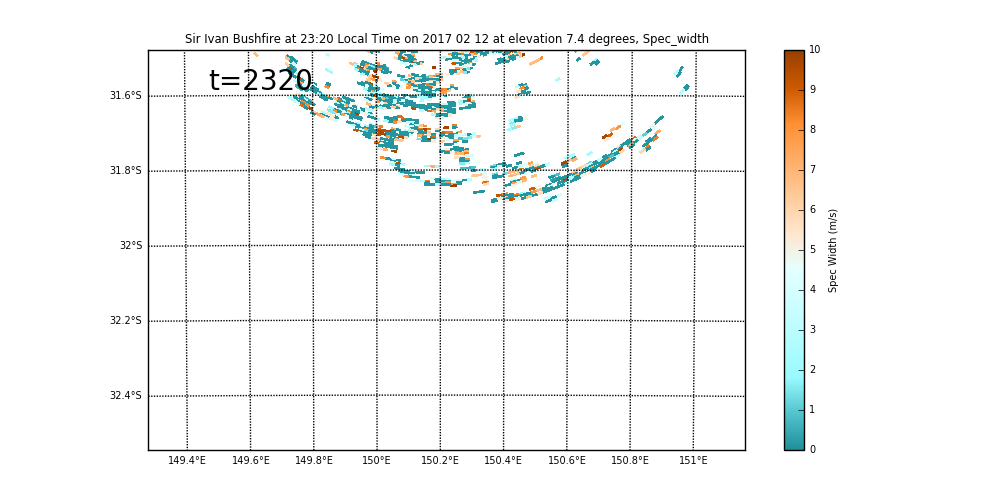 Sir Ivan Bushfire at 23:20 Local Time on 2017 02 12 at elevation 7.4 degrees, Spec_width
t=2320
31.6°S
31.8°S
32°S
32.2°S
32.4°S
149.4°E 149.6°E 149.8°E 150°E 150.2°E 150.4°E 150.6°E 150.8°E 151°E
10
9
8
7
6
5
4
3
2
1
0
Spec Width (m/s)